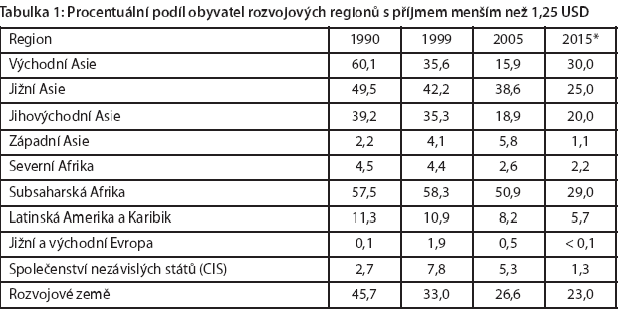 Tabulka 1: Procentuální podíl obyvatel rozvojových regionů s příjmem menším než 1,25 USD
Region 1990 1999 2005 2015*
Východní Asie 60,1 35,6 15,9 30,0
Jižní Asie 49,5 42,2 38,6 25,0
Jihovýchodní Asie 39,2 35,3 18,9 20,0
Západní Asie 2,2 4,1 5,8 1,1
Severní Afrika 4,5 4,4 2,6 2,2
Subsaharská Afrika 57,5 58,3 50,9 29,0
Latinská Amerika a Karibik 11,3 10,9 8,2 5,7
Jižní a východní Evropa 0,1 1,9 0,5 < 0,1
Společenství nezávislých států (CIS) 2,7 7,8 5,3 1,3
Rozvojové země 45,7 33,0 26,6 23,0